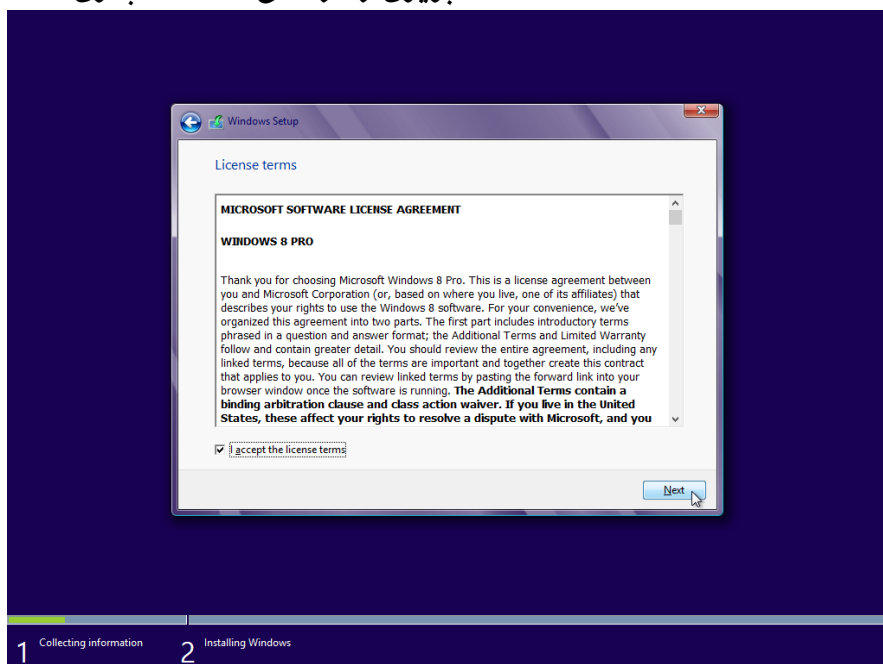 Windows Setup
License terms
MICROSOFT SOFTWARE LICENSE AGREEMENT
WINDOWS 8 PRO
Thank you for choosing Microsoft Windows 8 Pro. This is a license agreement between
you and Microsoft Corporation (or, based on where you live, one of its affiliates) that
describes your rights to use the Windows 8 software. For your convenience, we've
organized this agreement into two parts. The first part includes introductory terms
phrased in a question and answer format; the Additional Terms and Limited Warranty
follow and contain greater detail. You should review the entire agreement, including any
linked terms, because all of the terms are important and together create this contract
that applies to you. You can review linked terms by pasting the forward link into your
browser window once the software is running. The Additional Terms contain a
binding arbitration clause and class action waiver. If you live in the United
States, these affect your rights to resolve a dispute with Microsoft, and you
I accept the license terms
Next
1 Collecting information 2 Installing Windows